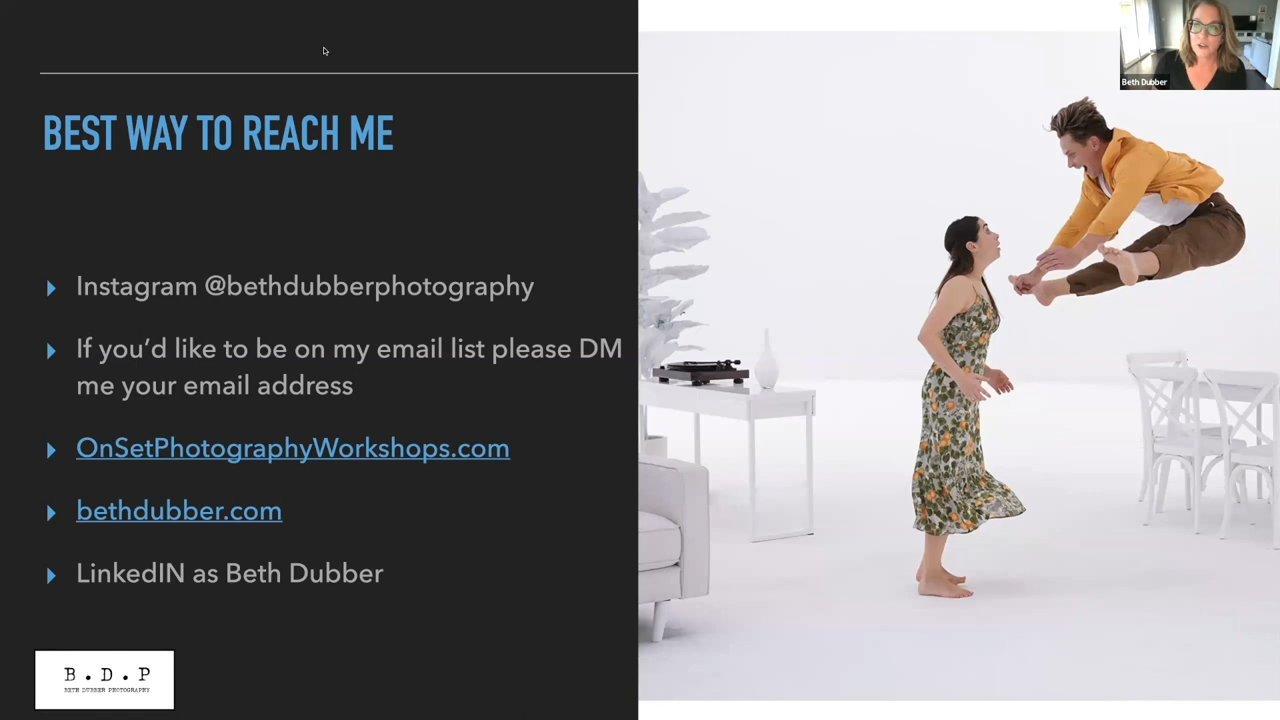 Beth Dubber
BEST WAY TO REACH ME
Instagram @bethdubberphotography
If you’d like to be on my email list please DM
me your email address
OnSetPhotographyWorkshops.com
bethdubber.com
LinkedIN as Beth Dubber
B.D.P
BETH DUBBER PHOTOGRAPHY